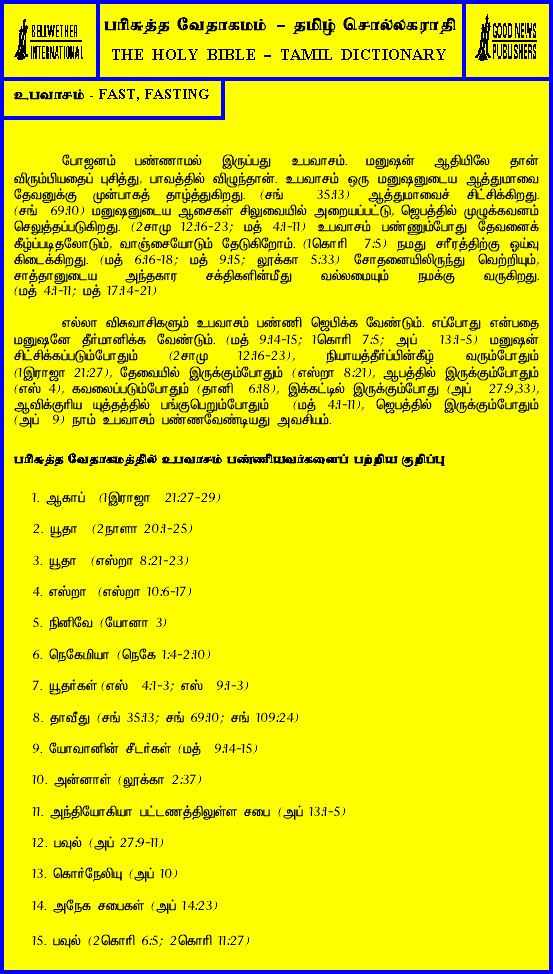 BELLWETHER
INTERNATIONAL
பரிசுத்த வேதாகமம் – தமிழ் சொல்லகராதி
THE HOLY BIBLE – TAMIL DICTIONARY
GOOD NEWS
PUBLISHERS
உபவாசம் - FAST, FASTING
போஜனம் பண்ணாமல் இருப்பது உபவாசம். மனுஷன் ஆதியிலே தான்
விரும்பியதைப் புசித்து, பாவத்தில் விழுந்தான். உபவாசம் ஒரு மனுஷனுடைய ஆத்துமாவை
தேவனுக்கு முன்பாகத் தாழ்த்துகிறது. (சங் 35:13) ஆத்துமாவைச் சிட்சிக்கிறது.
(சங் 69:10) மனுஷனுடைய ஆசைகள் சிலுவையில் அறையப்பட்டு, ஜெபத்தில் முழுக்கவனம்
செலுத்தப்படுகிறது. (2சாமு 12:16-23; மத் 4:1-11) உபவாசம் பண்ணும்போது தேவனைக்
கீழ்ப்படிதலோடும், வாஞ்சையோடும் தேடுகிறோம். (1கொரி 7:5) நமது சரீரத்திற்கு ஓய்வு
கிடைக்கிறது. (மத் 6:16-18; மத் 9:15; லூக்கா 5:33) சோதனையிலிருந்து வெற்றியும்,
சாத்தானுடைய அந்தகார சக்திகளின்மீது வல்லமையும் நமக்கு வருகிறது.
(மத் 4:1-11; மத் 17:14-21)
எல்லா விசுவாசிகளும் உபவாசம் பண்ணி ஜெபிக்க வேண்டும். எப்போது என்பதை
மனுஷனே தீர்மானிக்க வேண்டும். (மத் 9:14-15; 1கொரி 7:5; அப் 13:1-5) மனுஷன்
சிட்சிக்கப்படும்போதும் (2சாமு 12:16-23), நியாயத்தீர்ப்பின்கீழ் வரும்போதும்
(1இராஜா 21:27), தேவையில் இருக்கும்போதும் (எஸ்றா 8:21), ஆபத்தில் இருக்கும்போதும்
(எஸ் 4), கவலைப்படும்போதும் (தானி 6:18), இக்கட்டில் இருக்கும்போது (அப் 27:9,33),
ஆவிக்குரிய யுத்தத்தில் பங்குபெறும்போதும் (மத் 4:1-11), ஜெபத்தில் இருக்கும்போதும்
(அப் 9) நாம் உபவாசம் பண்ணவேண்டியது அவசியம்.
பரிசுத்த வேதாகமத்தில் உபவாசம் பண்ணியவர்களைப் பற்றிய குறிப்பு
1. ஆகாப் (1இராஜா 21:27-29)
2. யூதா (2நாளா 20:1-25)
3. யூதா (எஸ்றா 8:21-23)
4. எஸ்றா (எஸ்றா 10:6-17)
5. நினிவே (யோனா 3)
6. நெகேமியா (நெகே 1:4-2:10)
7. யூதர்கள் (எஸ் 4:1-3; எஸ் 9:1-3)
8. தாவீது (சங் 35:13; சங் 69:10; சங் 109:24)
9. யோவானின் சீடர்கள் (மத் 9:14-15)
10. அன்னாள் (லூக்கா 2:37)
11. அந்தியோகியா பட்டணத்திலுள்ள சபை (அப் 13:1-5)
12. பவுல் (அப் 27:9-11)
13. கொர்நேலியு (அப் 10)
14. அநேக சபைகள் (அப் 14:23)
15. பவுல் (2கொரி 6:5; 2கொரி 11:27)